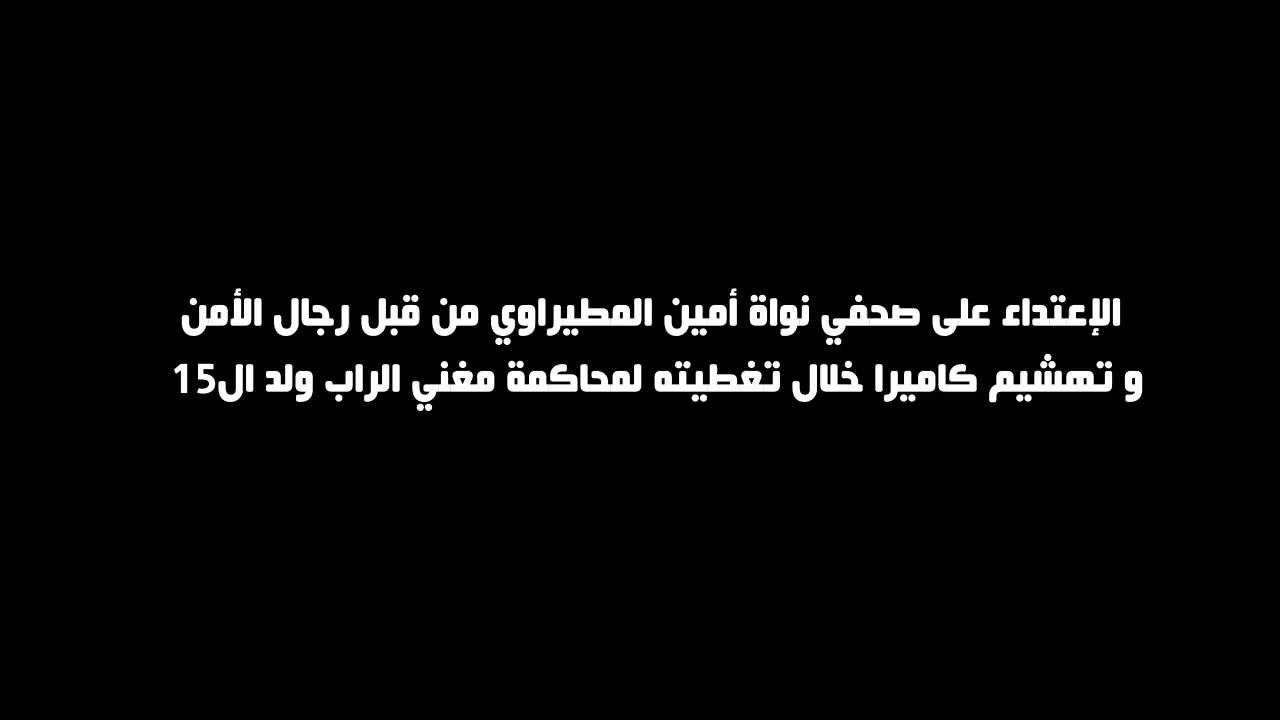 الإعتداء على صحفي نواة أمين المطيراوي من قبل رجال الأمن
و تهشيم كاميرا خلال تغطيته لمحاكمة مغني الراب ولد ال15